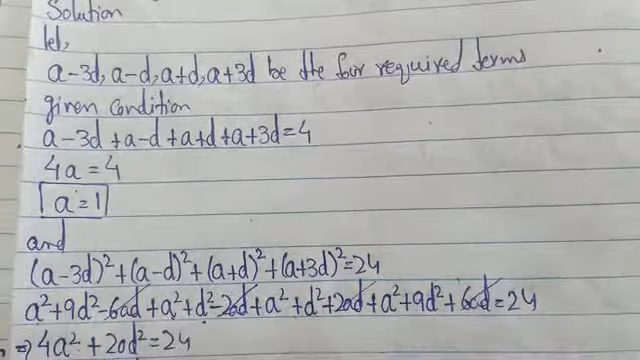 Solution
let,
a-3d, a-d, a+d, a+3d be the four required terms
given condition
a-3d+a-d+a+d+a+3d=4
4a=4
a=1
and
(a-3d)²+(a-d)²+(a+d)²+(a+3d)²=24
a²+9d²-6ad+a²+d²-2ad+a²+d²+2ad+a²+9d²+6ad=24
⇒4a²+20d²=24